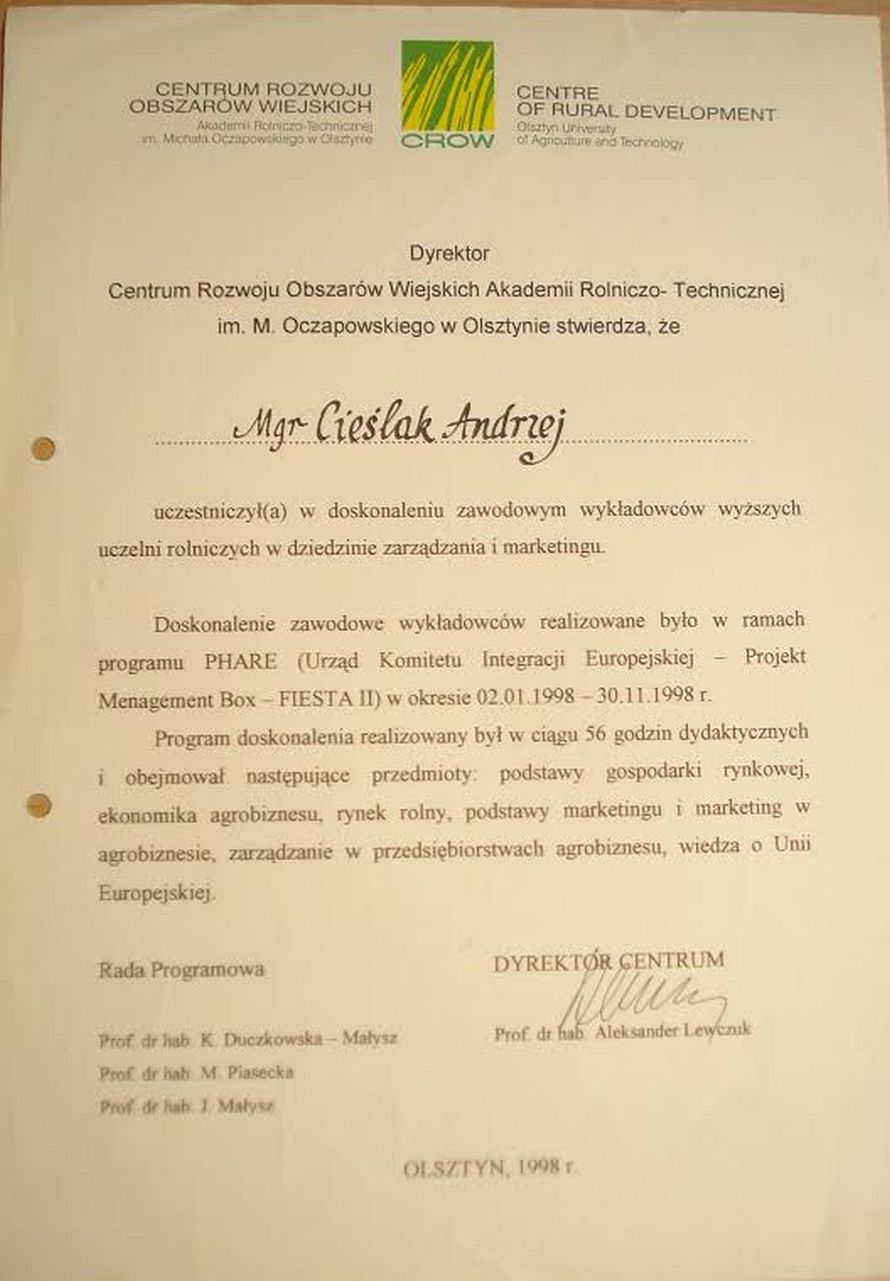 CENTRUM ROZWOJU
OBSZARÓW WIEJSKICH
Akademii Rolniczo-Technicznej
im. Michała Oczapowskiego w Olsztynie
CROW
CENTRE
OF RURAL DEVELOPMENT
Olsztyn University
of Agriculture and Technology
Dyrektor
Centrum Rozwoju Obszarów Wiejskich Akademii Rolniczo- Technicznej
im. M. Oczapowskiego w Olsztynie stwierdza, że
Mgr Cieślak Andrzej
uczestniczył(a) w doskonaleniu zawodowym wykładowców wyższych
uczelni rolniczych w dziedzinie zarządzania i marketingu.
Doskonalenie zawodowe wykładowców realizowane było w ramach
programu PHARE (Urząd Komitetu Integracji Europejskiej – Projekt
Menagement Box – FIESTA II) w okresie 02.01.1998 – 30.11.1998 r.
Program doskonalenia realizowany był w ciągu 56 godzin dydaktycznych
i obejmował następujące przedmioty: podstawy gospodarki rynkowej,
ekonomika agrobiznesu, rynek rolny, podstawy marketingu i marketing w
agrobiznesie, zarządzanie w przedsiębiorstwach agrobiznesu, wiedza o Unii
Europejskiej.
Rada Programowa
Prof. dr hab. K. Duczkowska – Małysz
Prof. dr hab. M. Piasecka
Prof. dr hab. J. Małysz
DYREKTOR CENTRUM
Prof. dr hab. Aleksander Lewczuk
OLSZTYN, 1998 r.